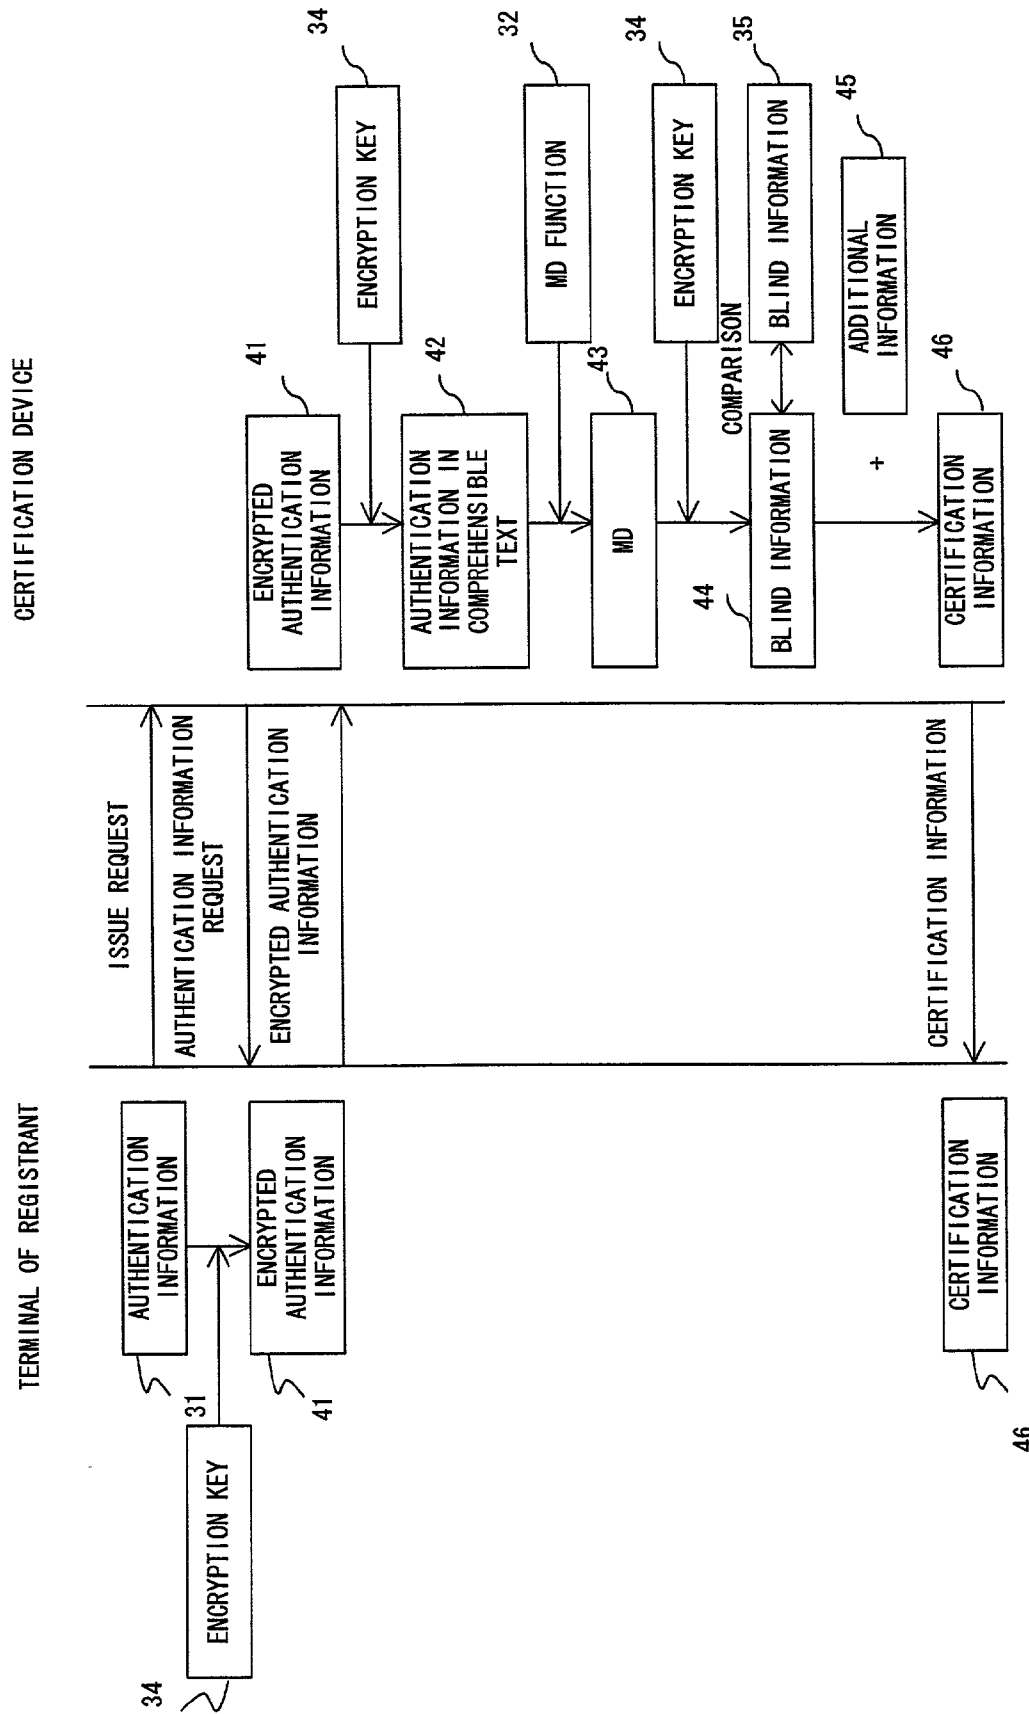 TERMINAL OF REGISTRANT
CERTIFICATION DEVICE
34
ENCRYPTION KEY
31
AUTHENTICATION
INFORMATION
41
ENCRYPTED
AUTHENTICATION
INFORMATION
ISSUE REQUEST
AUTHENTICATION INFORMATION
REQUEST
ENCRYPTED AUTHENTICATION
INFORMATION
41
ENCRYPTED
AUTHENTICATION
INFORMATION
34
ENCRYPTION KEY
42
AUTHENTICATION
INFORMATION IN
COMPREHENSIBLE
TEXT
32
MD FUNCTION
43
MD
34
ENCRYPTION KEY
44
BLIND INFORMATION
COMPARISON
35
BLIND INFORMATION
+
45
ADDITIONAL
INFORMATION
46
CERTIFICATION
INFORMATION
CERTIFICATION INFORMATION
46
CERTIFICATION
INFORMATION